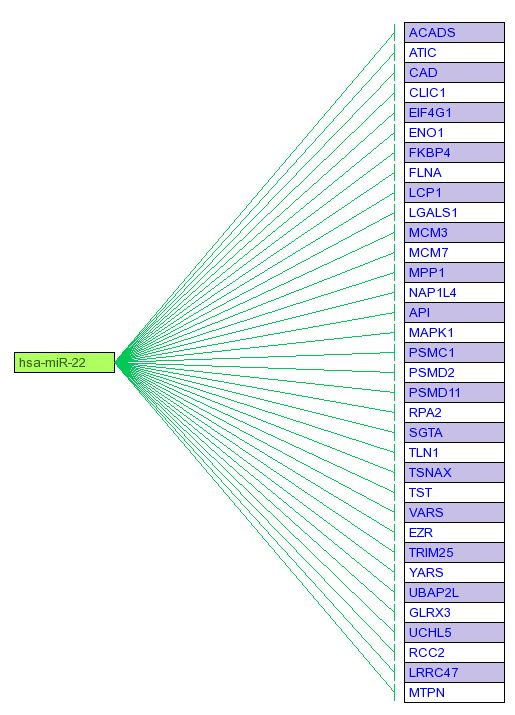 ACADS
ATIC
CAD
CLIC1
EIF4G1
ENO1
FKBP4
FLNA
LCP1
LGALS1
MCM3
MCM7
MPP1
NAP1L4
API
MAPK1
hsa-miR-22
PSMC1
PSMD2
PSMD11
RPA2
SGTA
TLN1
TSNAX
TST
VARS
EZR
TRIM25
YARS
UBAP2L
GLRX3
UCHL5
RCC2
LRRC47
MTPN